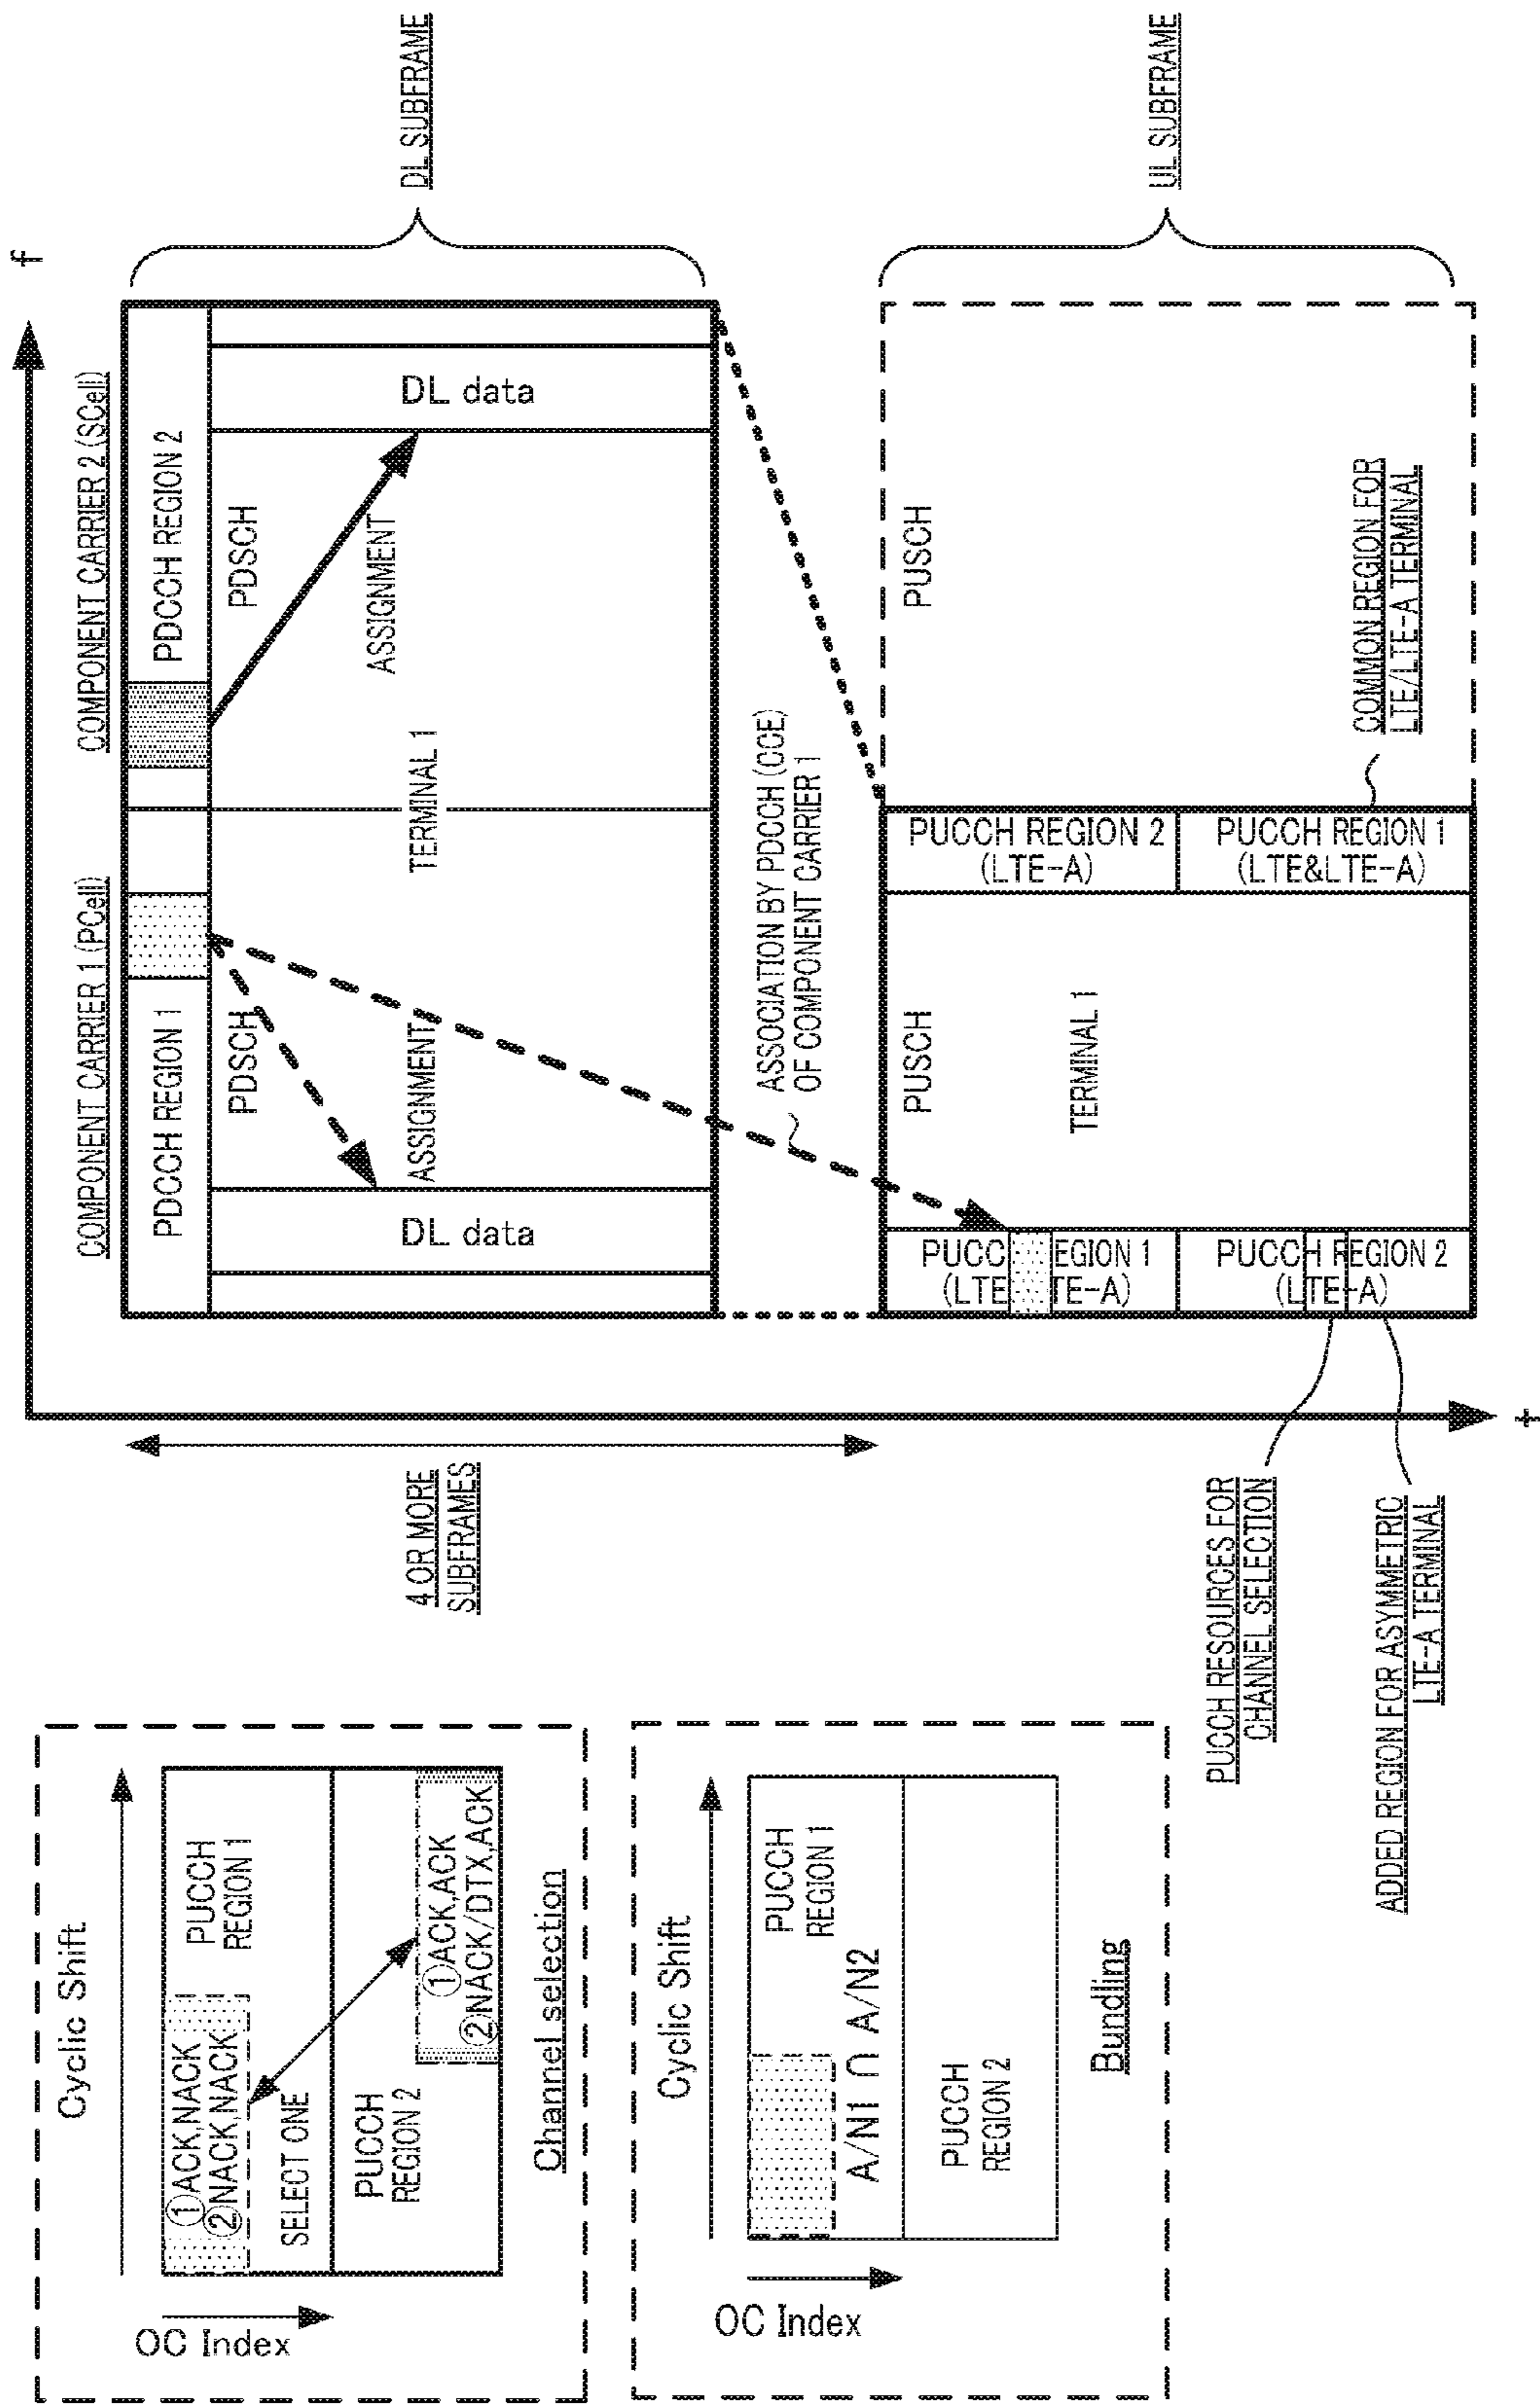 Cyclic Shift
OC Index
①ACK,NACK
②NACK,NACK
PUCCH
REGION 1
SELECT ONE
PUCCH
REGION 2
①ACK,ACK
②NACK/DTX,ACK
Channel selection
Cyclic Shift
OC Index
PUCCH
REGION 1
A/N1 ∩ A/N2
PUCCH
REGION 2
Bundling
f
t
4 OR MORE
SUBFRAMES
COMPONENT CARRIER 1 (PCell)
COMPONENT CARRIER 2 (SCell)
PDCCH REGION 1
PDCCH REGION 2
PDSCH
PDSCH
ASSIGNMENT
ASSIGNMENT
TERMINAL 1
DL data
DL data
DL SUBFRAME
ASSOCIATION BY PDCCH (CCE)
OF COMPONENT CARRIER 1
PUCC EGION 1
(LTE TE-A)
PUCCH REGION 2
(LTE-A)
PUSCH
TERMINAL 1
PUCCH REGION 2
(LTE-A)
PUCCH REGION 1
(LTE&LTE-A)
PUSCH
UL SUBFRAME
COMMON REGION FOR
LTE/LTE-A TERMINAL
PUCCH RESOURCES FOR
CHANNEL SELECTION
ADDED REGION FOR ASYMMETRIC
LTE-A TERMINAL